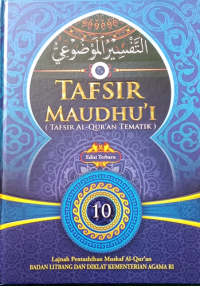 التفسير الموضوعي
TAFSIR
MAUDHU'I
( TAFSIR AL-QUR'AN TEMATIK )
Edisi Terbaru
10
Lajnah Pentashihan Mushaf Al-Qur'an
BADAN LITBANG DAN DIKLAT KEMENTERIAN AGAMA RI